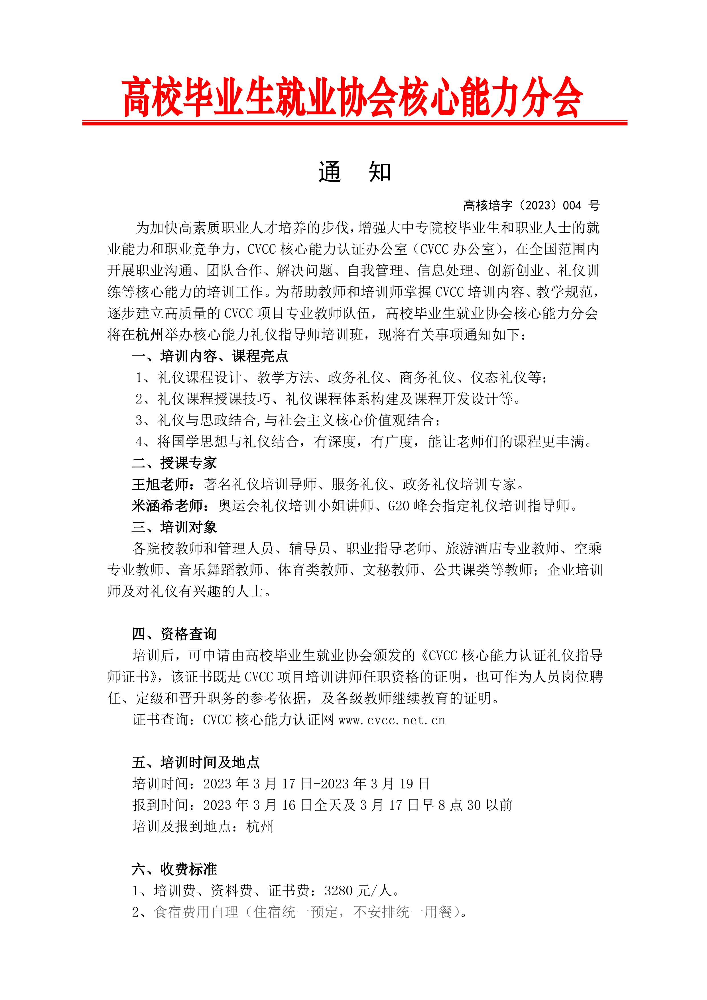 高校毕业生就业协会核心能力分会
通 知
高核培字（2023）004 号
为加快高素质职业人才培养的步伐，增强大中专院校毕业生和职业人士的就
业能力和职业竞争力，CVCC 核心能力认证办公室（CVCC 办公室），在全国范围内
开展职业沟通、团队合作、解决问题、自我管理、信息处理、创新创业、礼仪训
练等核心能力的培训工作。为帮助教师和培训师掌握 CVCC 培训内容、教学规范，
逐步建立高质量的 CVCC 项目专业教师队伍，高校毕业生就业协会核心能力分会
将在杭州举办核心能力礼仪指导师培训班，现将有关事项通知如下：
一、培训内容、课程亮点
1、礼仪课程设计、教学方法、政务礼仪、商务礼仪、仪态礼仪等；
2、礼仪课程授课技巧、礼仪课程体系构建及课程开发设计等。
3、礼仪与思政结合,与社会主义核心价值观结合；
4、将国学思想与礼仪结合，有深度，有广度，能让老师们的课程更丰满。
二、授课专家
王旭老师：著名礼仪培训导师、服务礼仪、政务礼仪培训专家。
米涵希老师：奥运会礼仪培训小姐讲师、G20 峰会指定礼仪培训指导师。
三、培训对象
各院校教师和管理人员、辅导员、职业指导老师、旅游酒店专业教师、空乘
专业教师、音乐舞蹈教师、体育类教师、文秘教师、公共课类等教师；企业培训
师及对礼仪有兴趣的人士。
四、资格查询
培训后，可申请由高校毕业生就业协会颁发的《CVCC 核心能力认证礼仪指导
师证书》，该证书既是 CVCC 项目培训讲师任职资格的证明，也可作为人员岗位聘
任、定级和晋升职务的参考依据，及各级教师继续教育的证明。
证书查询：CVCC 核心能力认证网 www.cvcc.net.cn
五、培训时间及地点
培训时间：2023 年 3 月 17 日-2023 年 3 月 19 日
报到时间：2023 年 3 月 16 日全天及 3 月 17 日早 8 点 30 以前
培训及报到地点：杭州
六、收费标准
1、培训费、资料费、证书费：3280 元/人。
2、食宿费用自理（住宿统一预定，不安排统一用餐）。